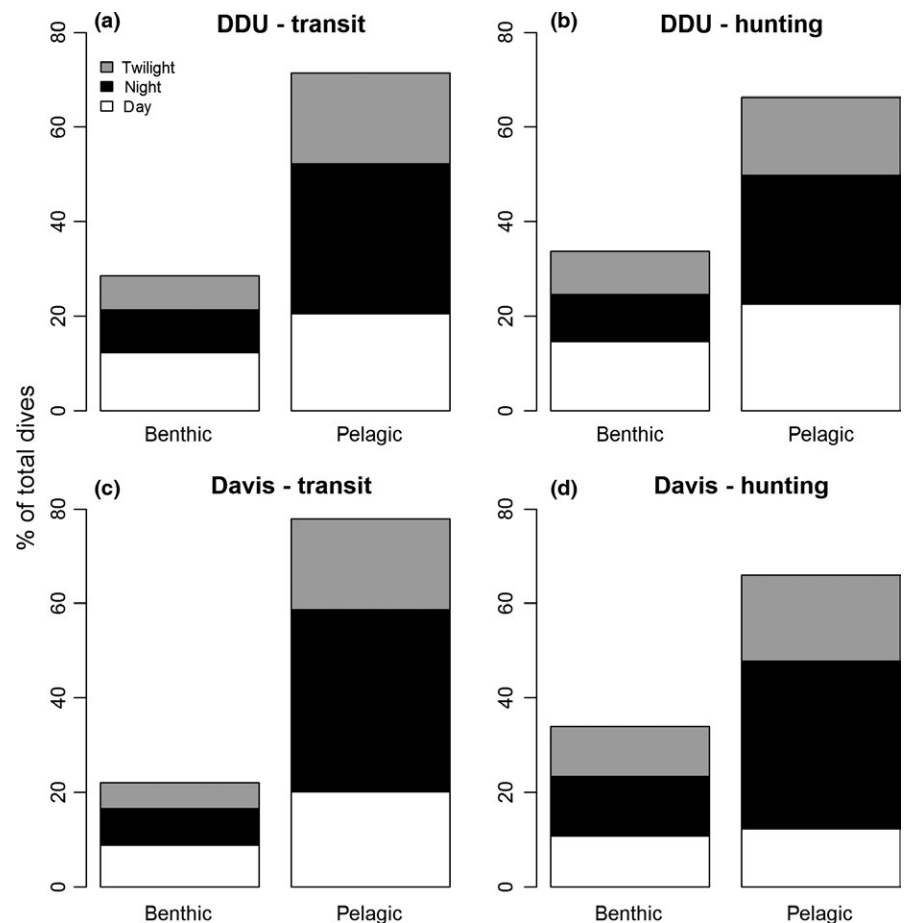 (a) DDU - transit
80
60
40
20
0
Twilight
Night
Day
Benthic Pelagic
(b) DDU - hunting
80
60
40
20
0
Benthic Pelagic
% of total dives
(c) Davis - transit
80
60
40
20
0
Benthic Pelagic
(d) Davis - hunting
80
60
40
20
0
Benthic Pelagic